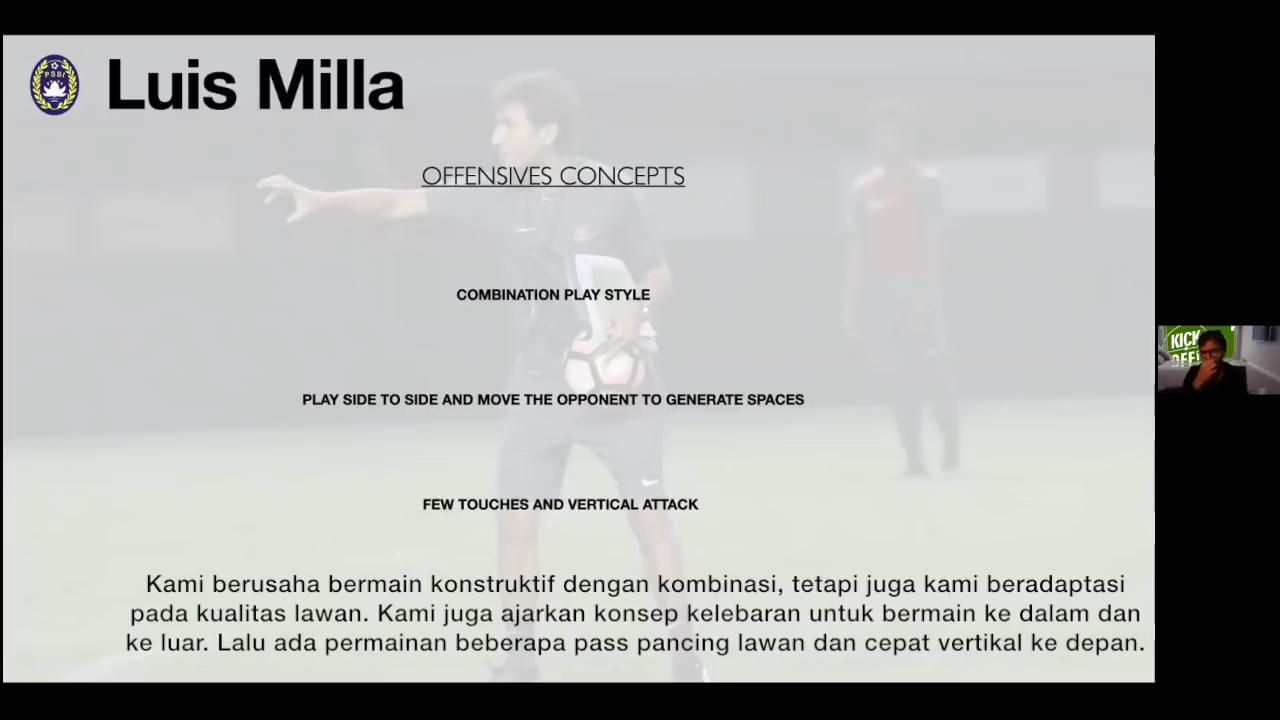 PSSI
Luis Milla
OFFENSIVES CONCEPTS
COMBINATION PLAY STYLE
PLAY SIDE TO SIDE AND MOVE THE OPPONENT TO GENERATE SPACES
KICK
OFF!
FEW TOUCHES AND VERTICAL ATTACK
Kami berusaha bermain konstruktif dengan kombinasi, tetapi juga kami beradaptasi
pada kualitas lawan. Kami juga ajarkan konsep kelebaran untuk bermain ke dalam dan
ke luar. Lalu ada permainan beberapa pass pancing lawan dan cepat vertikal ke depan.